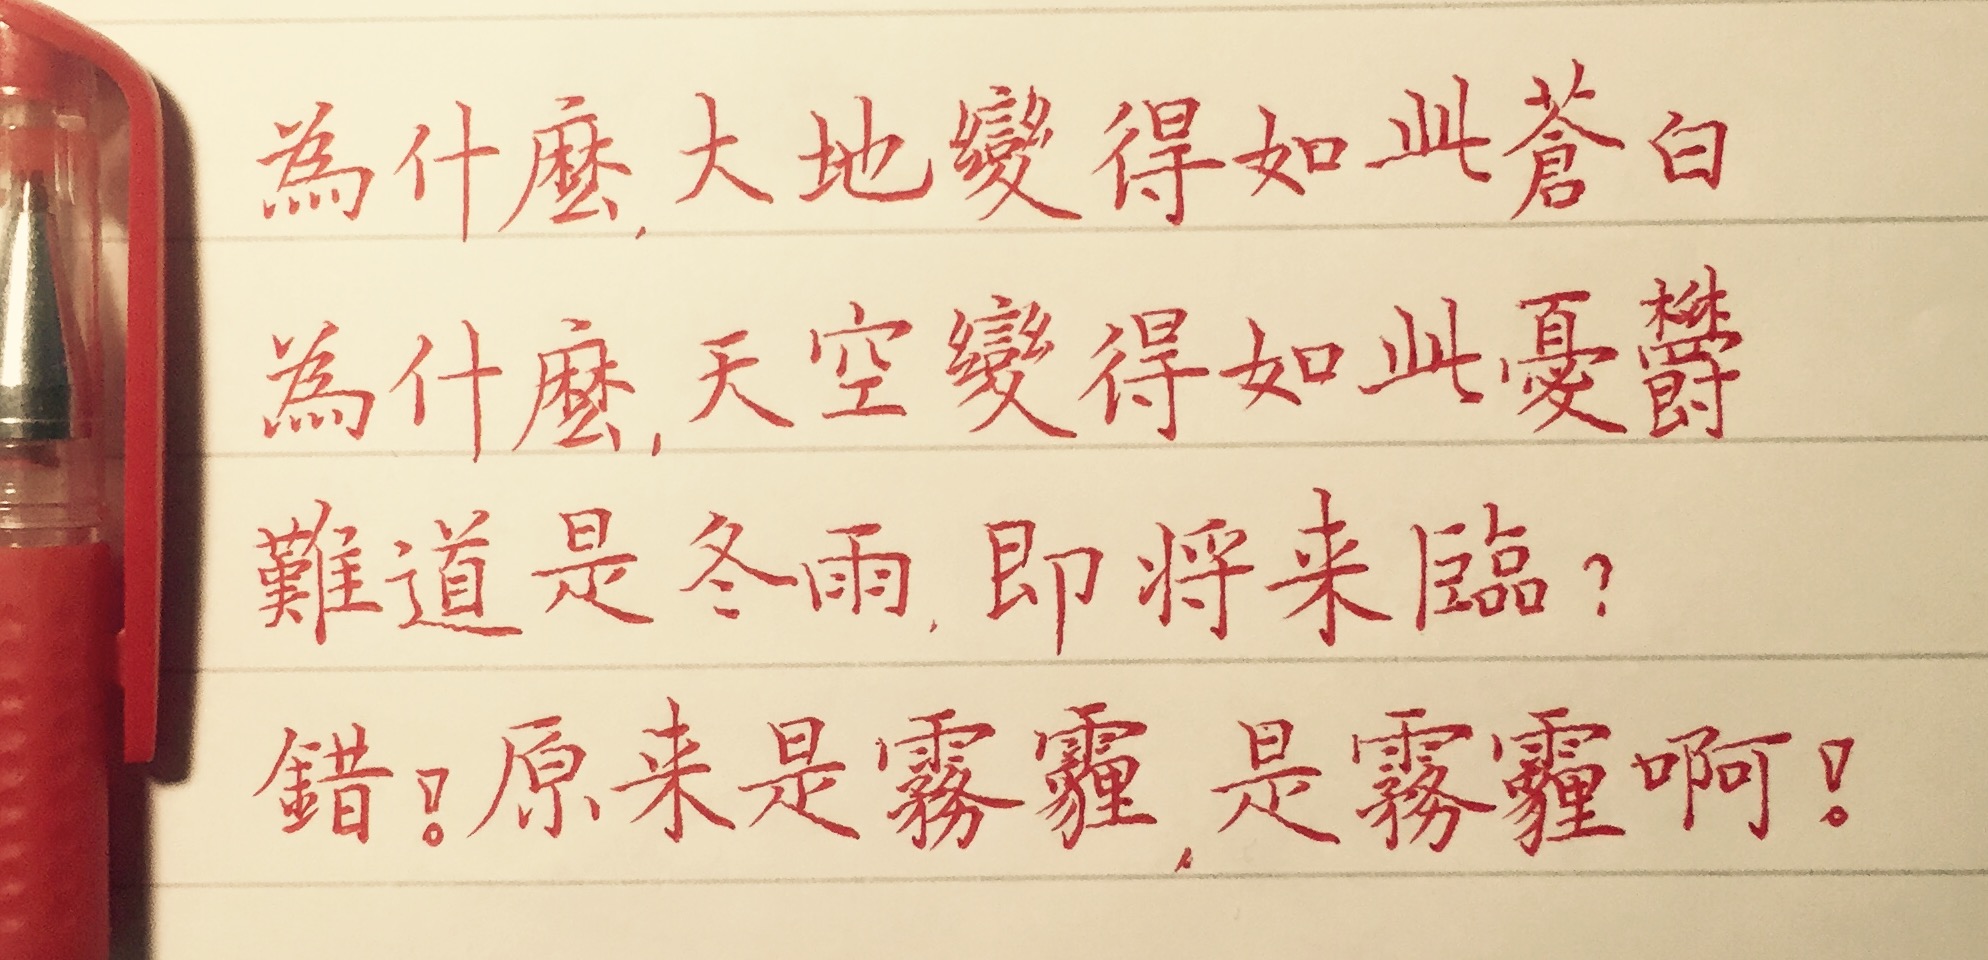 為什麼,大地變得如此蒼白
為什麼,天空變得如此憂欝
難道是冬雨,即将来臨?
錯!原来是霧霾,是霧霾啊!